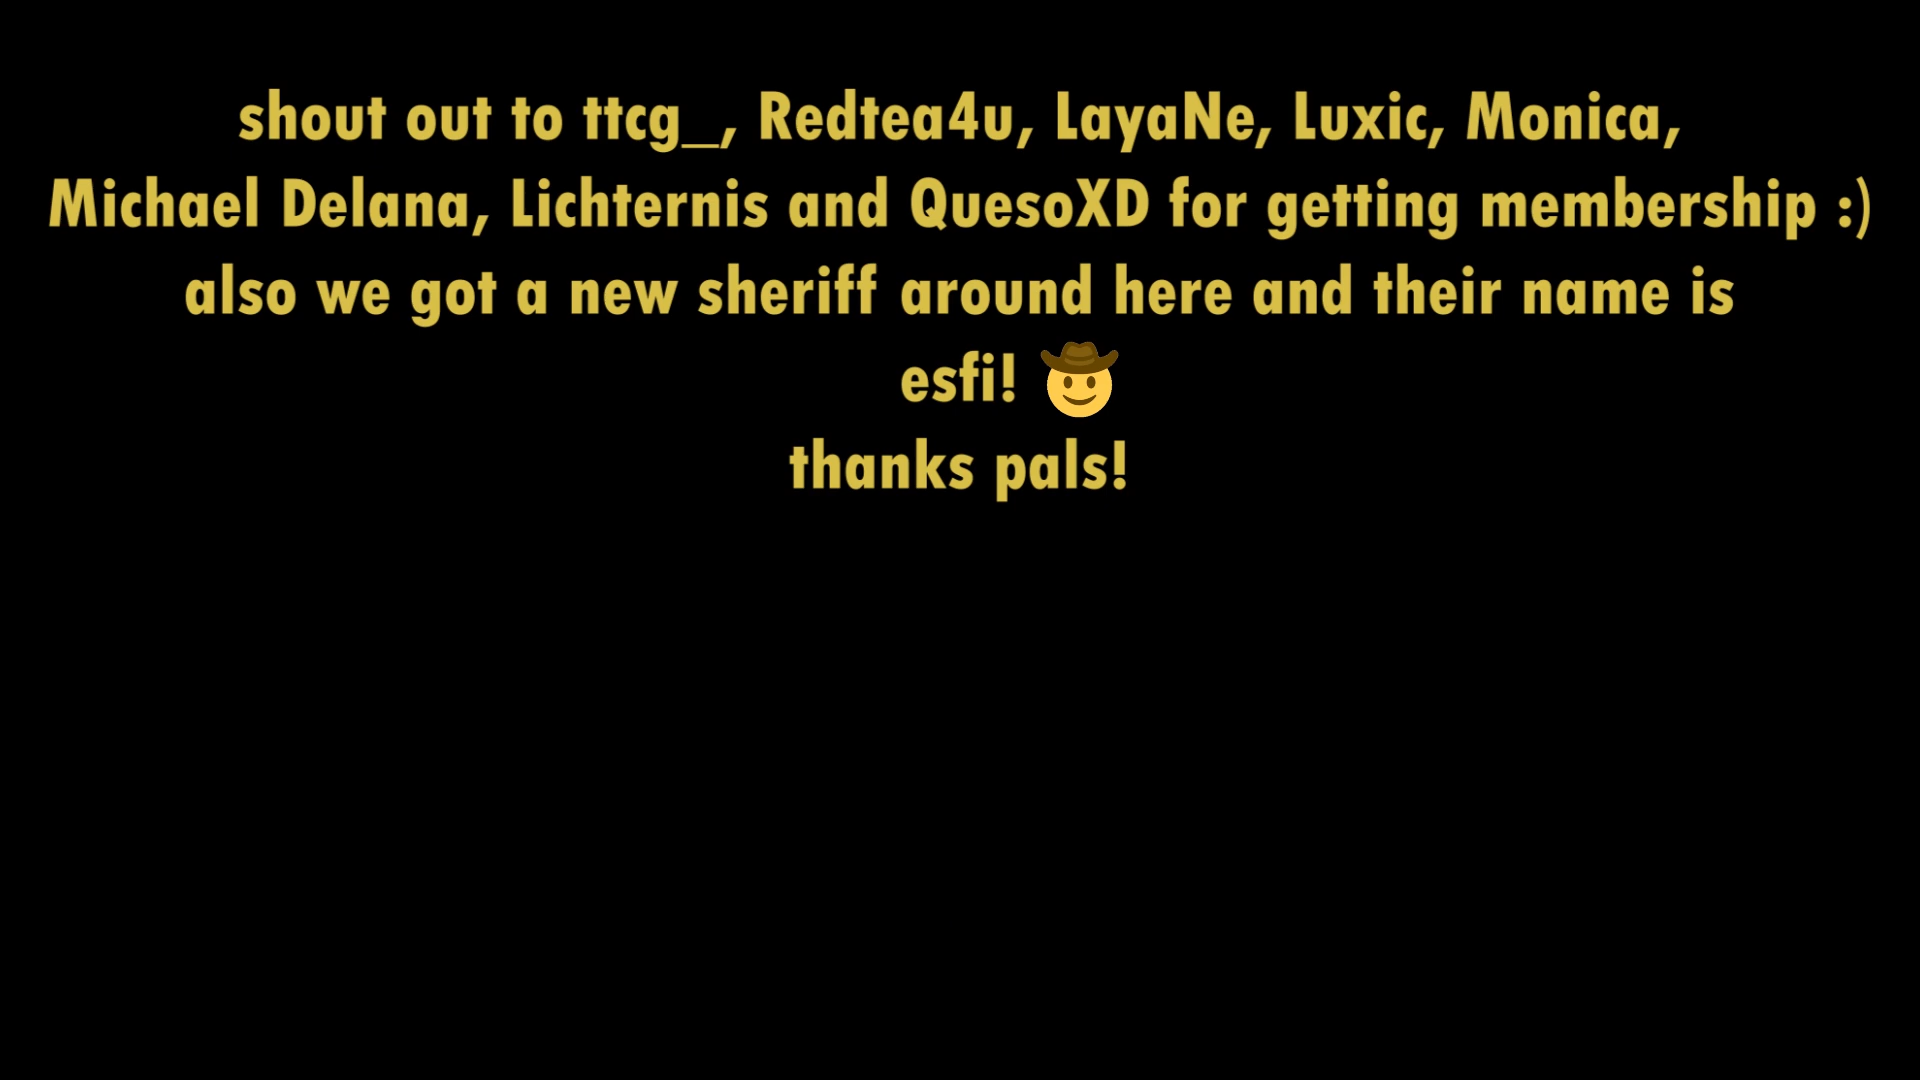 shout out to ttcg_, Redtea4u, LayaNe, Luxic, Monica,
Michael Delana, Lichternis and QuesoXD for getting membership :)
also we got a new sheriff around here and their name is
esfi! 🤠
thanks pals!